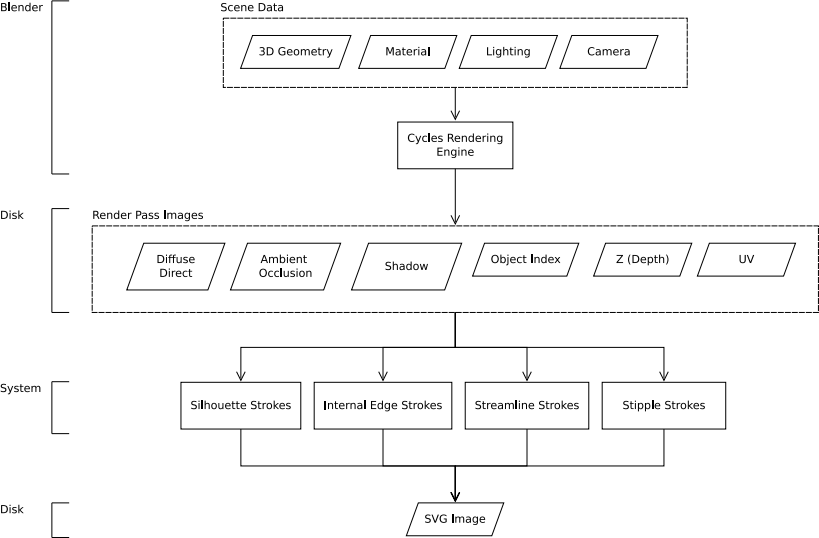 Blender
Scene Data
3D Geometry
Material
Lighting
Camera
Cycles Rendering
Engine
Disk
Render Pass Images
Diffuse
Direct
Ambient
Occlusion
Shadow
Object Index
Z (Depth)
UV
System
Silhouette Strokes
Internal Edge Strokes
Streamline Strokes
Stipple Strokes
Disk
SVG Image